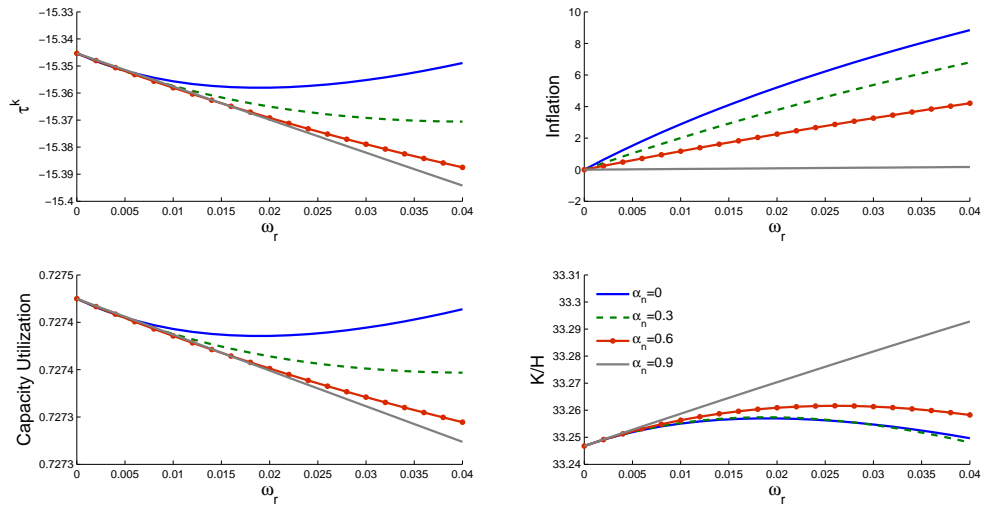 −15.33
−15.34
−15.35
−15.36
−15.37
−15.38
−15.39
−15.4
τᵏ
0 0.005 0.01 0.015 0.02 0.025 0.03 0.035 0.04
ω_r
10
8
6
4
2
0
−2
Inflation
0 0.005 0.01 0.015 0.02 0.025 0.03 0.035 0.04
ω_r
0.7275
0.7274
0.7274
0.7273
0.7273
Capacity Utilization
0 0.005 0.01 0.015 0.02 0.025 0.03 0.035 0.04
ω_r
33.31
33.3
33.29
33.28
33.27
33.26
33.25
33.24
K/H
α_n=0
α_n=0.3
α_n=0.6
α_n=0.9
0 0.005 0.01 0.015 0.02 0.025 0.03 0.035 0.04
ω_r